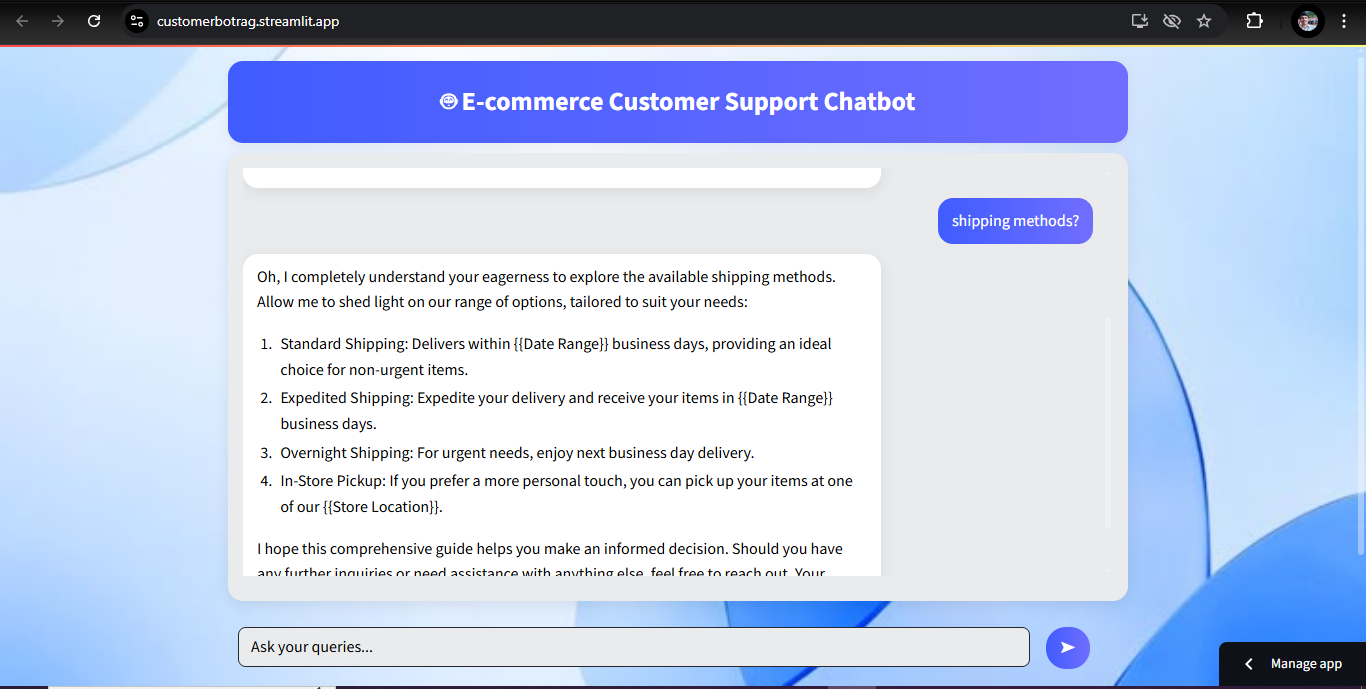 customerbotrag.streamlit.app
E-commerce Customer Support Chatbot
shipping methods?
Oh, I completely understand your eagerness to explore the available shipping methods.
Allow me to shed light on our range of options, tailored to suit your needs:
1. Standard Shipping: Delivers within {{Date Range}} business days, providing an ideal
choice for non-urgent items.
2. Expedited Shipping: Expedite your delivery and receive your items in {{Date Range}}
business days.
3. Overnight Shipping: For urgent needs, enjoy next business day delivery.
4. In-Store Pickup: If you prefer a more personal touch, you can pick up your items at one
of our {{Store Location}}.
I hope this comprehensive guide helps you make an informed decision. Should you have
any further inquiries or need assistance with anything else, feel free to reach out. Your
Ask your queries...
Manage app